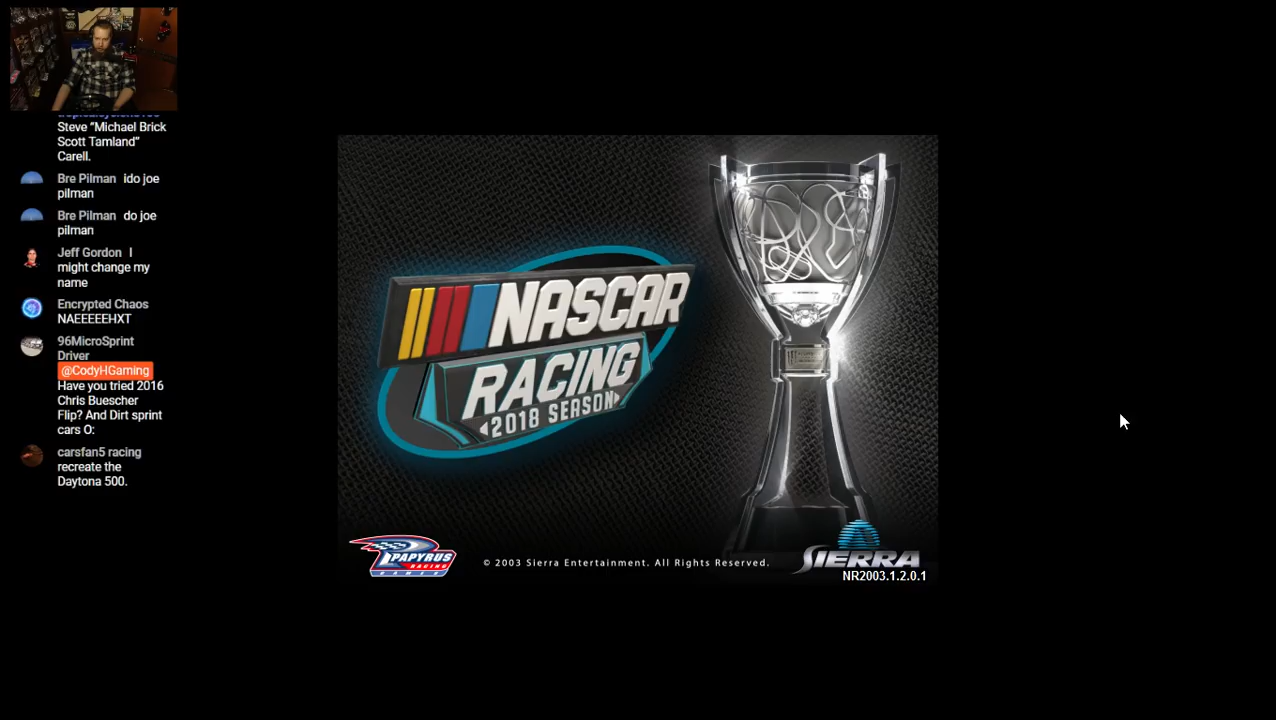 Steve “Michael Brick
Scott Tamland”
Carell.
Bre Pilman ido joe
pilman
Bre Pilman do joe
pilman
Jeff Gordon I
might change my
name
Encrypted Chaos
NAEEEEEHXT
96MicroSprint
Driver
@CodyHGaming
Have you tried 2016
Chris Buescher
Flip? And Dirt sprint
cars O:
carsfan5 racing
recreate the
Daytona 500.
NASCAR
RACING
2018 SEASON
PAPYRUS
RACING
GAMES
© 2003 Sierra Entertainment. All Rights Reserved.
SIERRA
NR2003.1.2.0.1